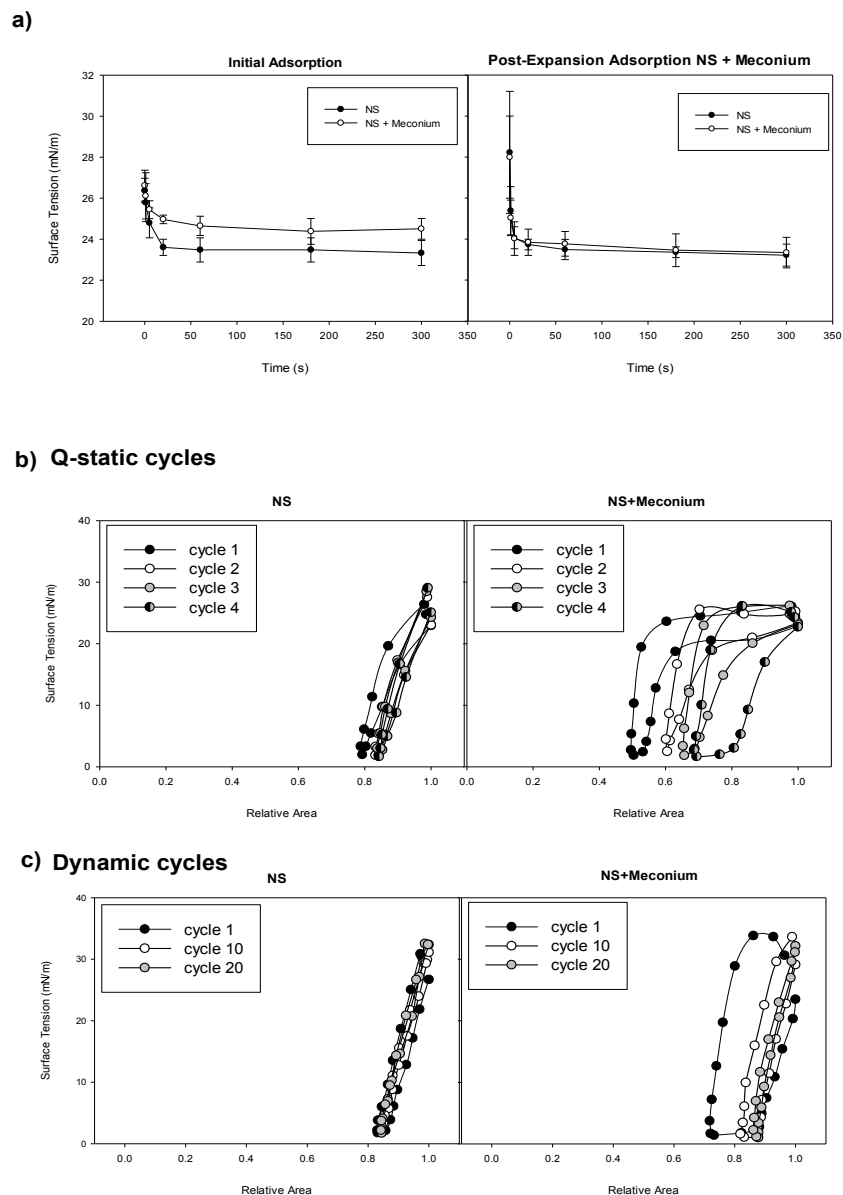 a)
Initial Adsorption
Post-Expansion Adsorption NS + Meconium
32
30
28
26
24
22
20
Surface Tension (mN/m)
NS
NS + Meconium
NS
NS + Meconium
0 50 100 150 200 250 300 350
0 50 100 150 200 250 300 350
Time (s)
Time (s)
b) Q-static cycles
NS
NS+Meconium
40
30
20
10
0
Surface Tension (mN/m)
cycle 1
cycle 2
cycle 3
cycle 4
cycle 1
cycle 2
cycle 3
cycle 4
0.0 0.2 0.4 0.6 0.8 1.0
0.0 0.2 0.4 0.6 0.8 1.0
Relative Area
Relative Area
c) Dynamic cycles
NS
NS+Meconium
40
30
20
10
0
Surface Tension (mN/m)
cycle 1
cycle 10
cycle 20
cycle 1
cycle 10
cycle 20
0.0 0.2 0.4 0.6 0.8 1.0
0.0 0.2 0.4 0.6 0.8 1.0
Relative Area
Relative Area